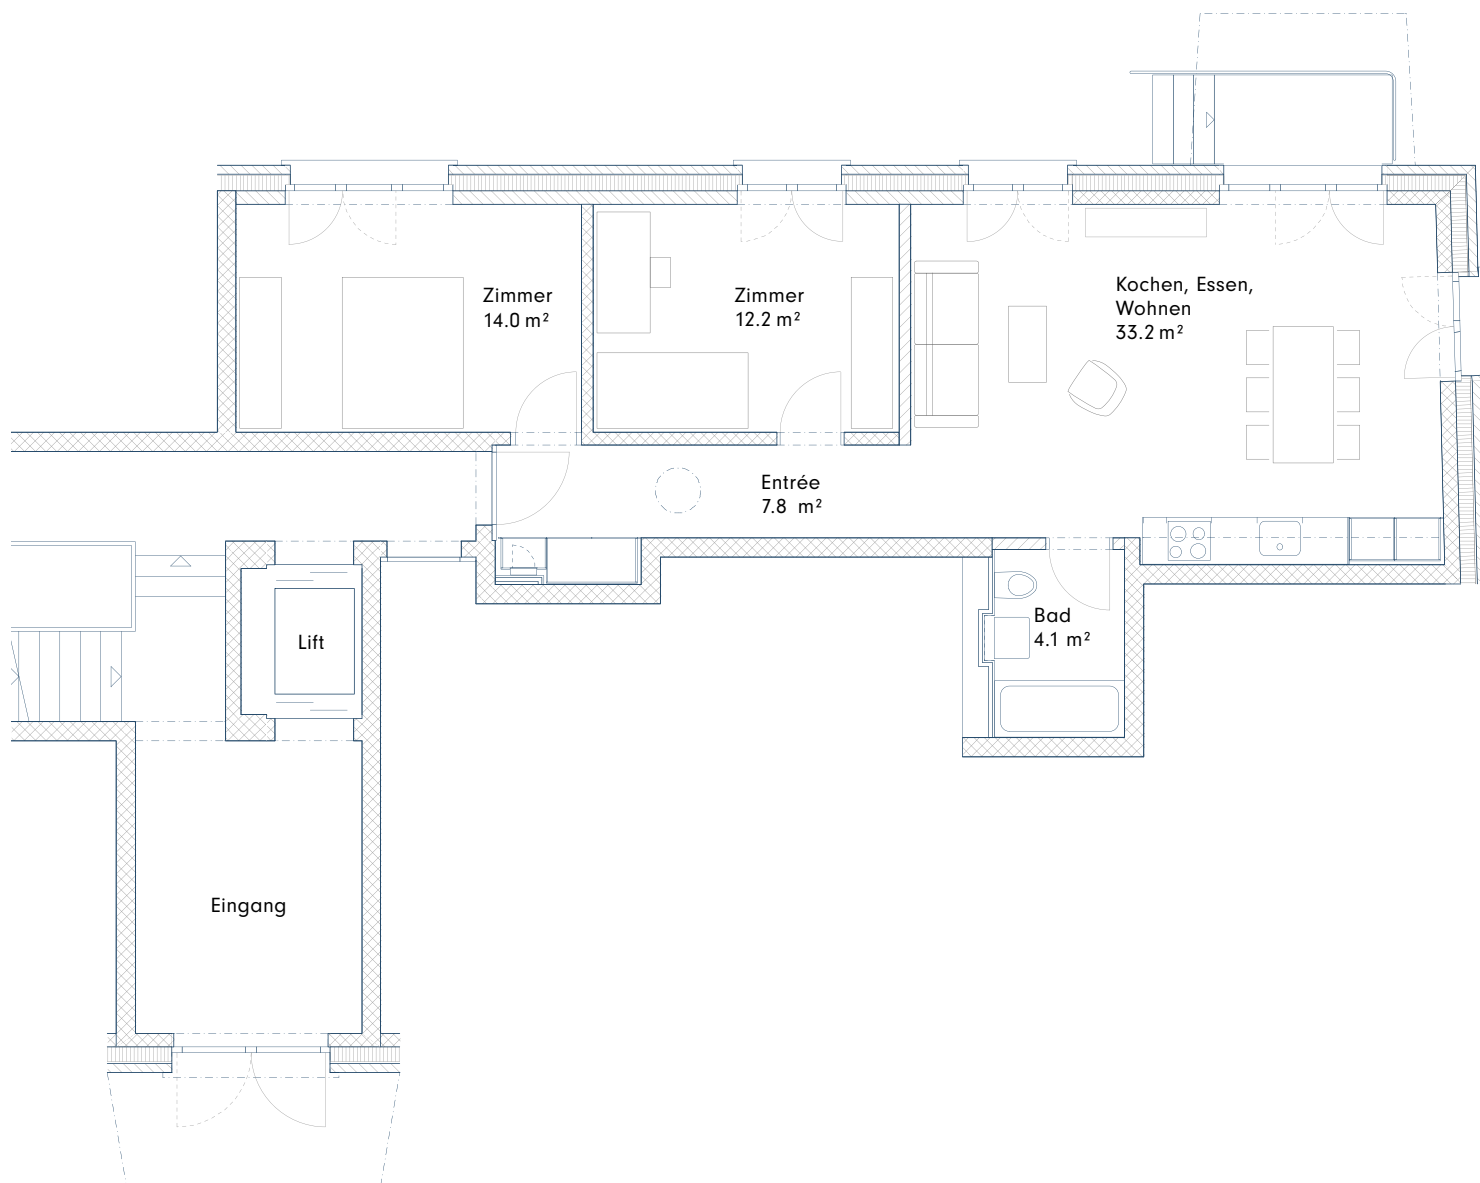 Zimmer
14.0 m²
Zimmer
12.2 m²
Kochen, Essen,
Wohnen
33.2 m²
Entrée
7.8 m²
Bad
4.1 m²
Lift
Eingang